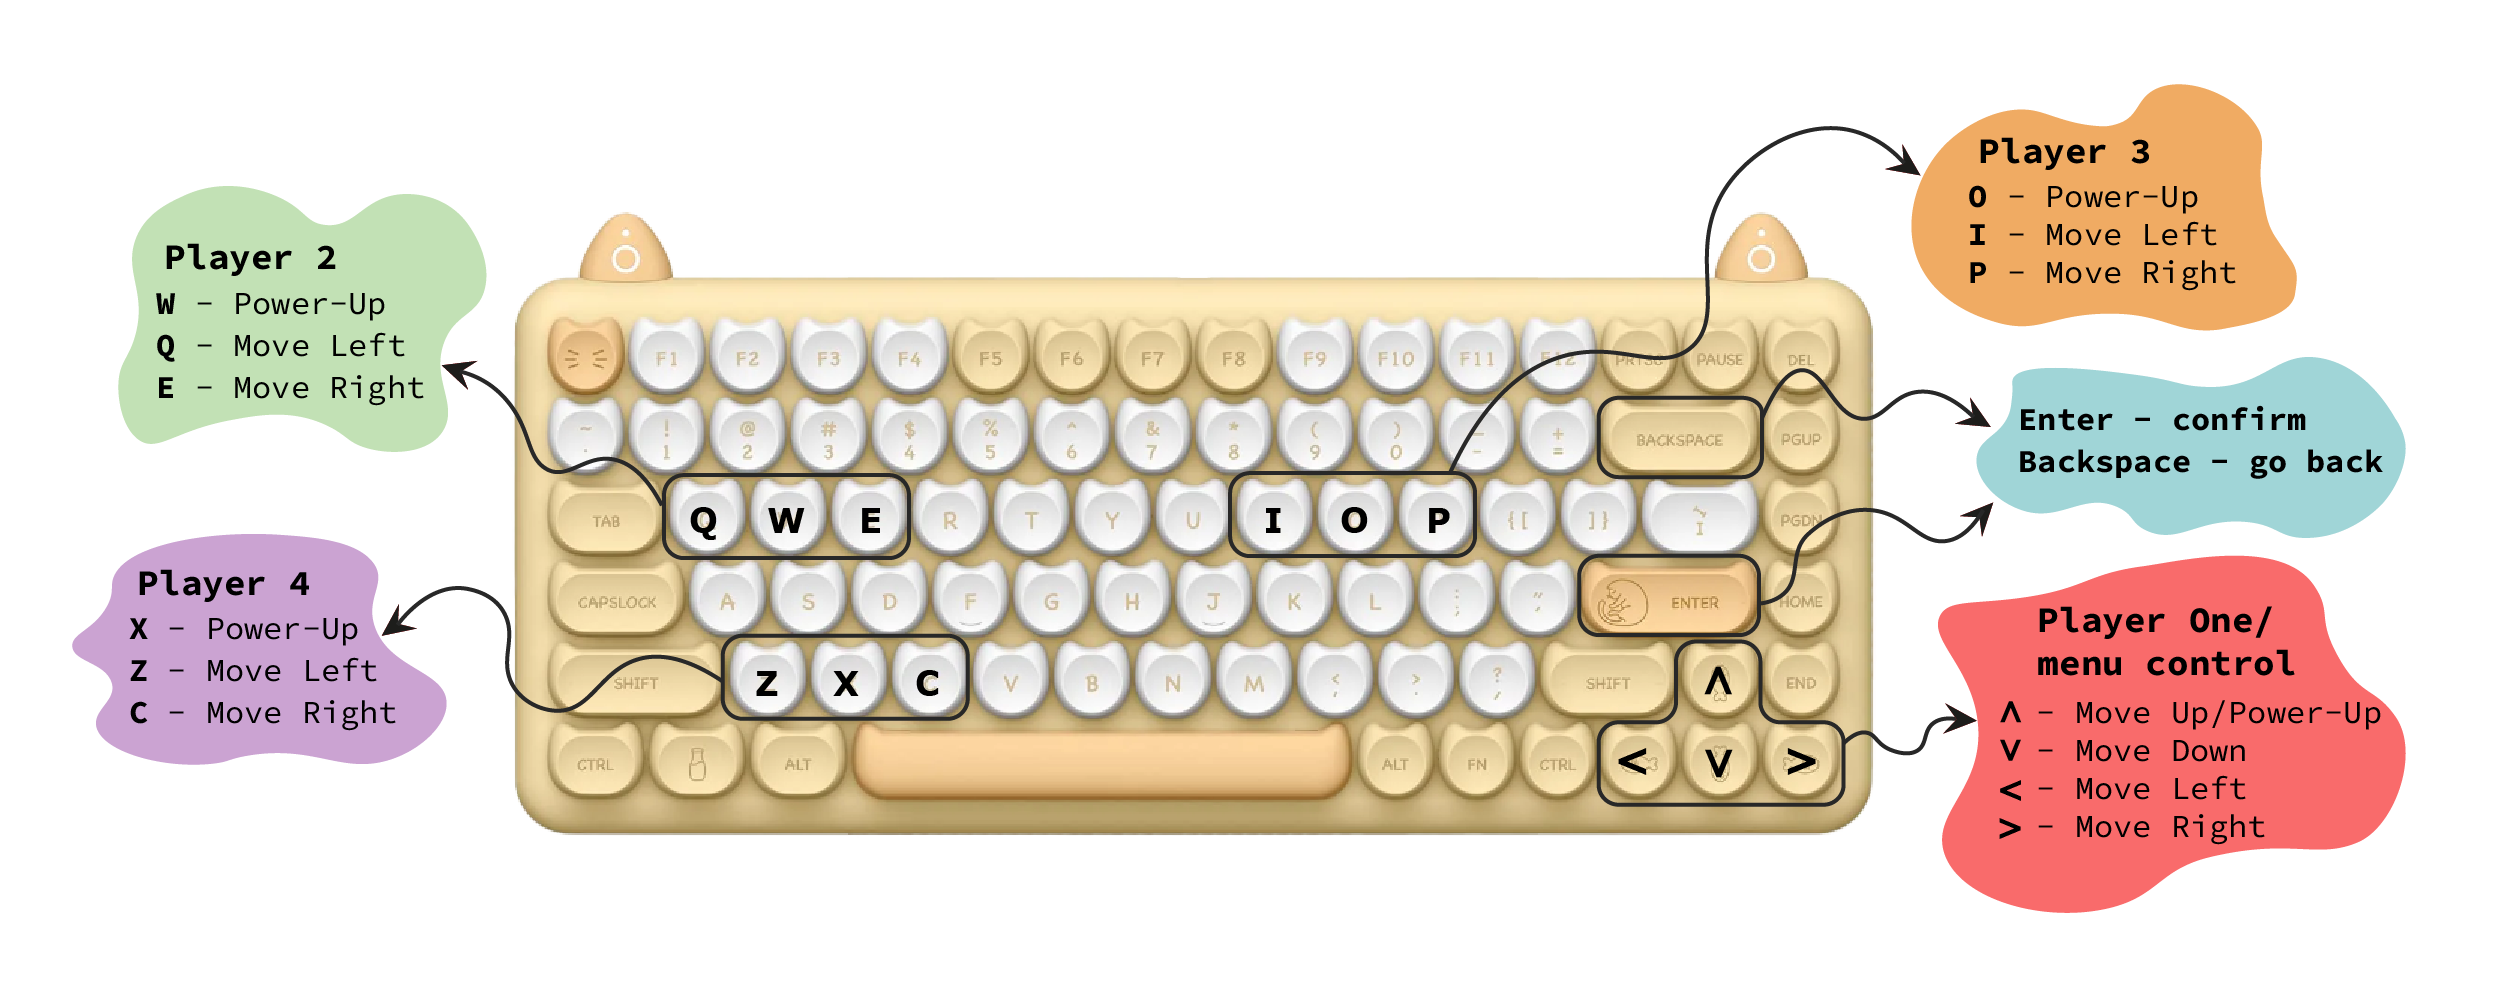 Player 2
W - Power-Up
Q - Move Left
E - Move Right
Player 4
X - Power-Up
Z - Move Left
C - Move Right
Player 3
O - Power-Up
I - Move Left
P - Move Right
Enter - confirm
Backspace - go back
Player One/
menu control
Λ - Move Up/Power-Up
V - Move Down
< - Move Left
> - Move Right
F1 F2 F3 F4 F5 F6 F7 F8 F9 F10 F11 F12 PRTSC PAUSE DEL
~ ! @ # $ % ^ & * ( ) _ +
· 1 2 3 4 5 6 7 8 9 0 - = BACKSPACE PGUP
TAB Q W E R T Y U I O P {[ ]} \ PGDN
CAPSLOCK A S D F G H J K L : ; ", ENTER HOME
SHIFT Z X C V B N M < , > . ? / SHIFT Λ END
CTRL ALT ALT FN CTRL < V >